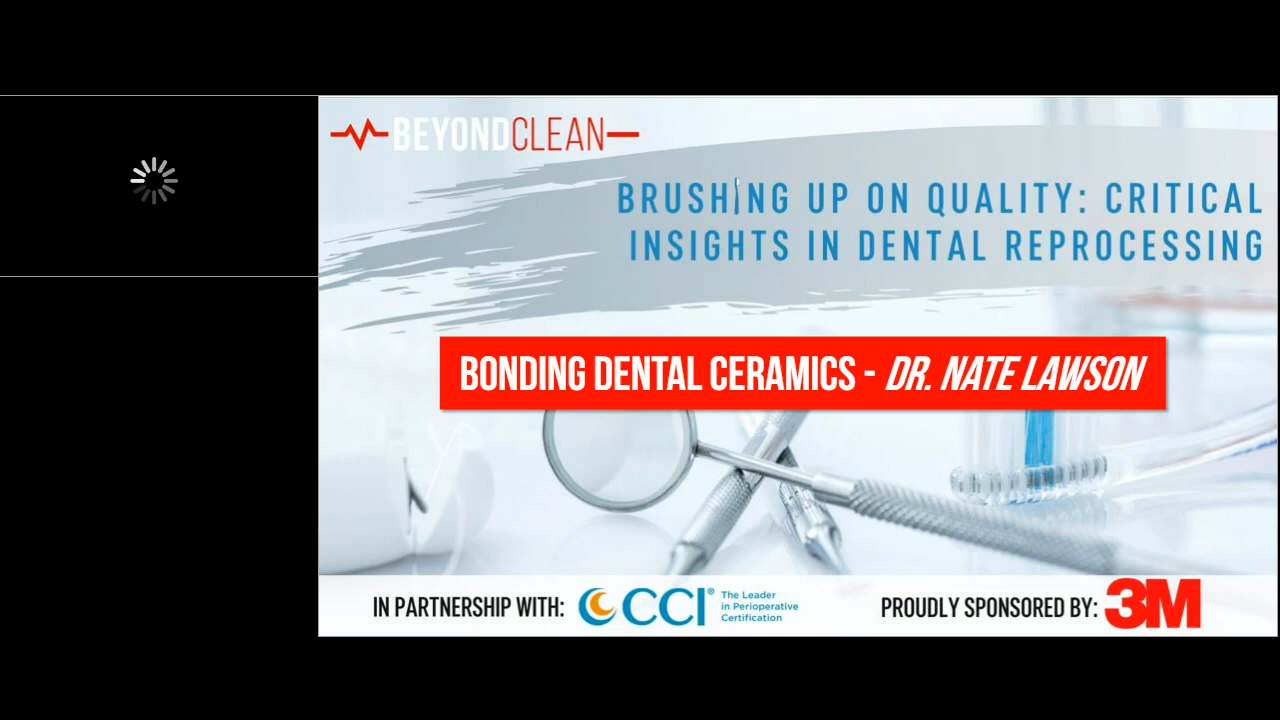 BEYONDCLEAN
BRUSHING UP ON QUALITY: CRITICAL
INSIGHTS IN DENTAL REPROCESSING
BONDING DENTAL CERAMICS - DR. NATE LAWSON
IN PARTNERSHIP WITH:
CCI®
The Leader
in Perioperative
Certification
PROUDLY SPONSORED BY:
3M